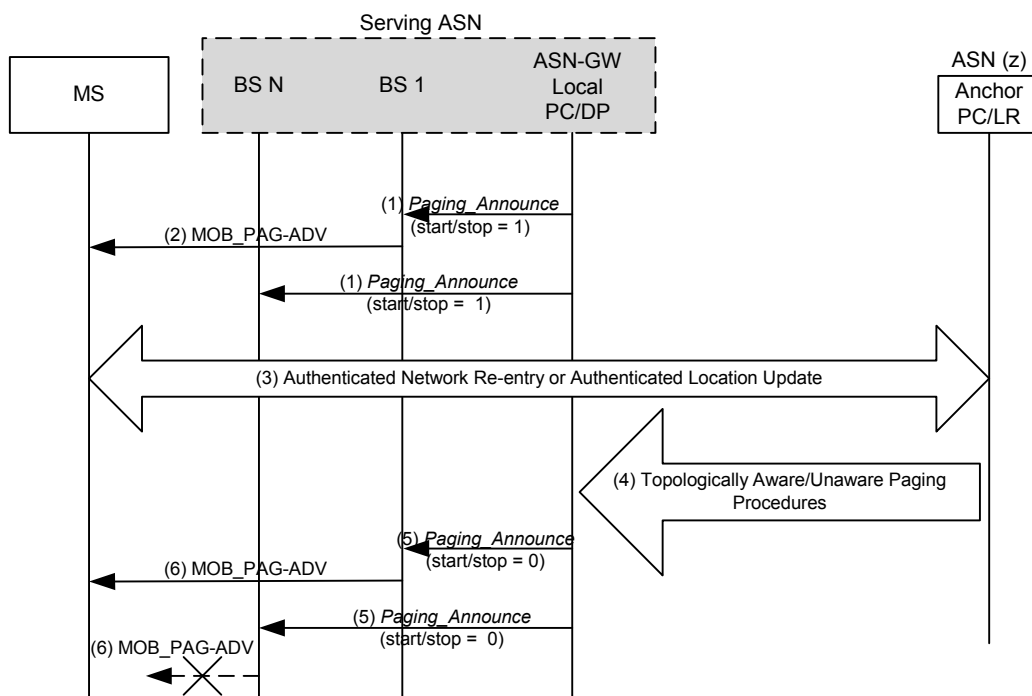 Serving ASN
MS
BS N
BS 1
ASN-GW
Local
PC/DP
ASN (z)
Anchor
PC/LR
(1) Paging_Announce
(start/stop = 1)
(2) MOB_PAG-ADV
(1) Paging_Announce
(start/stop =  1)
(3) Authenticated Network Re-entry or Authenticated Location Update
(4) Topologically Aware/Unaware Paging
Procedures
(5) Paging_Announce
(start/stop = 0)
(6) MOB_PAG-ADV
(5) Paging_Announce
(start/stop =  0)
(6) MOB_PAG-ADV